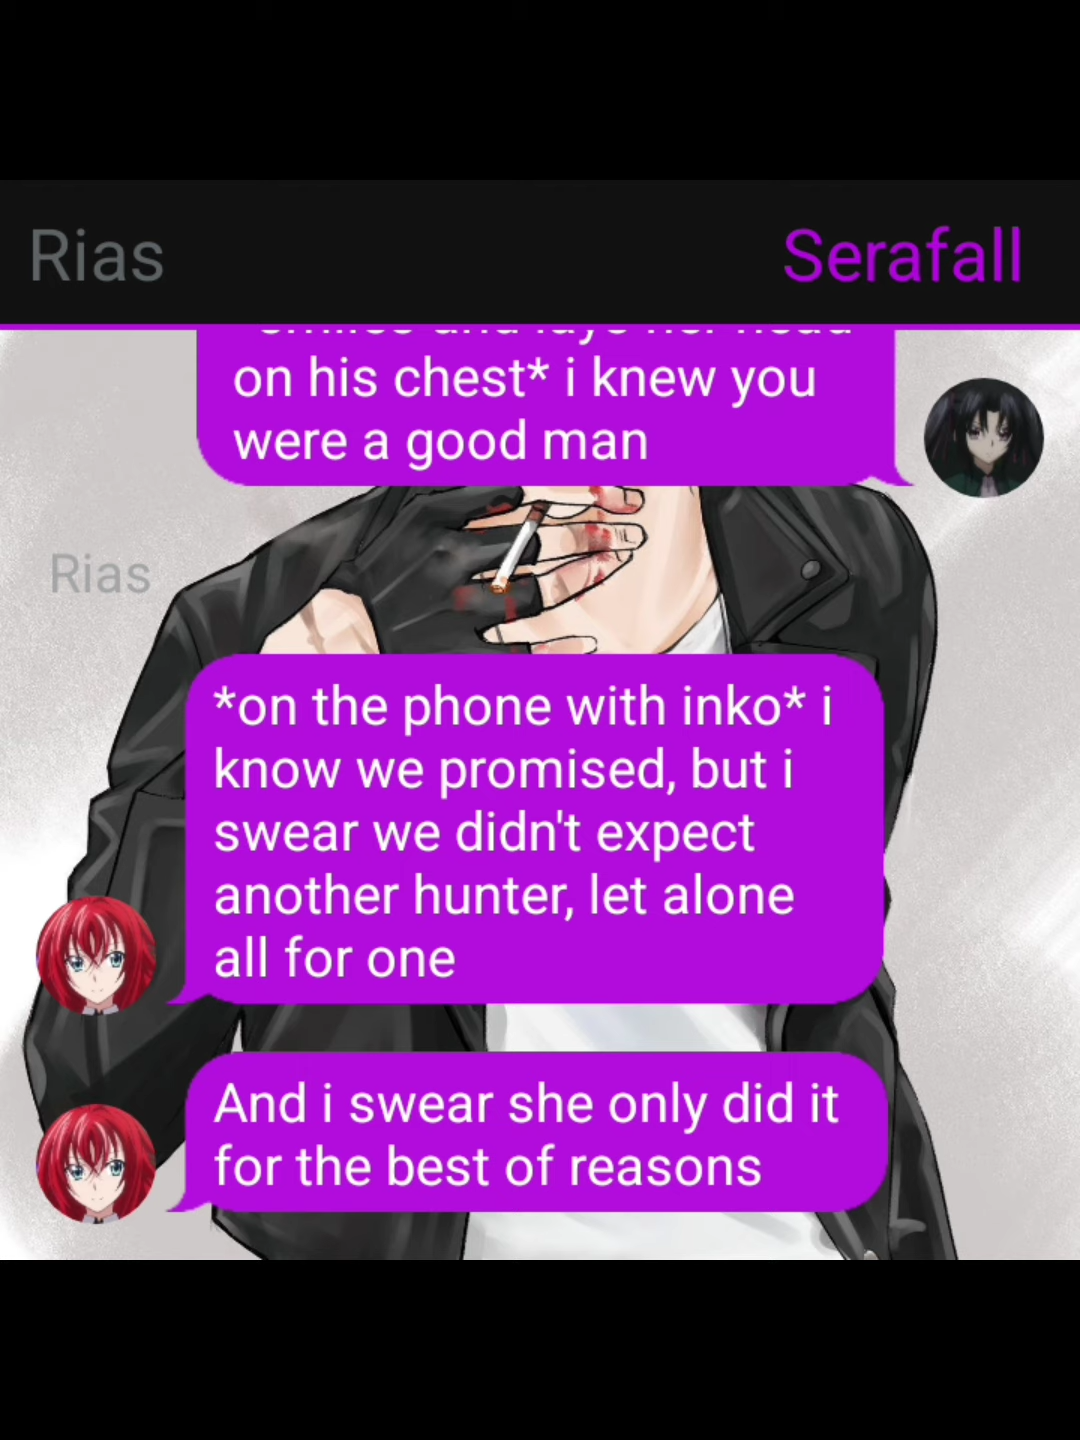 Rias
Serafall
on his chest* i knew you
were a good man
Rias
*on the phone with inko* i
know we promised, but i
swear we didn't expect
another hunter, let alone
all for one
And i swear she only did it
for the best of reasons